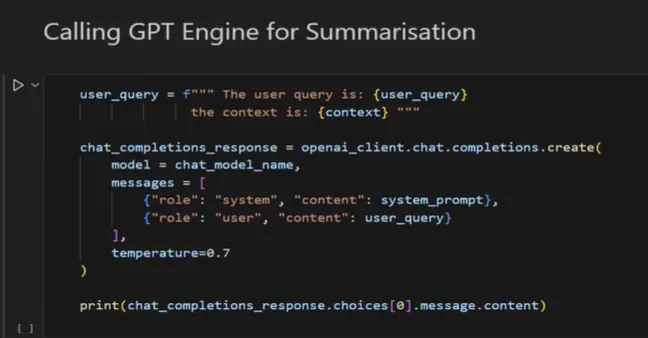 Calling GPT Engine for Summarisation
user_query = f""" The user query is: {user_query}
the context is: {context} """
chat_completions_response = openai_client.chat.completions.create(
model = chat_model_name,
messages = [
{"role": "system", "content": system_prompt},
{"role": "user", "content": user_query}
],
temperature=0.7
)
print(chat_completions_response.choices[0].message.content)
[ ]